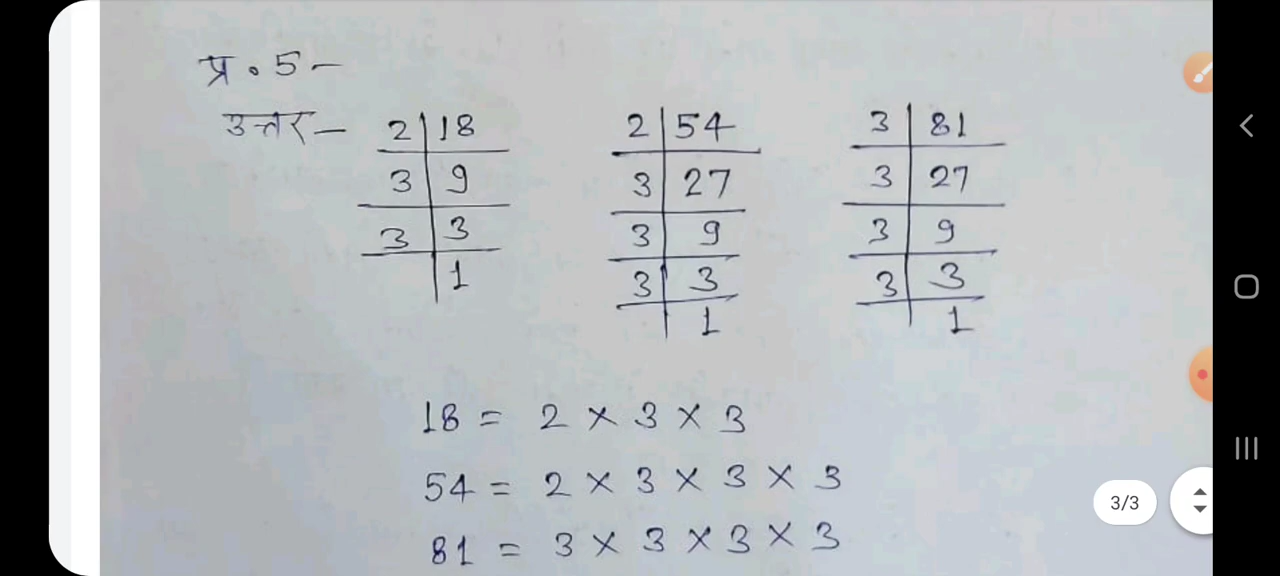 प्र. 5 -
उत्तर -
2 | 18
3 | 9
3 | 3
1
2 | 54
3 | 27
3 | 9
3 | 3
1
3 | 81
3 | 27
3 | 9
3 | 3
1
18 = 2 × 3 × 3
54 = 2 × 3 × 3 × 3
81 = 3 × 3 × 3 × 3
3/3